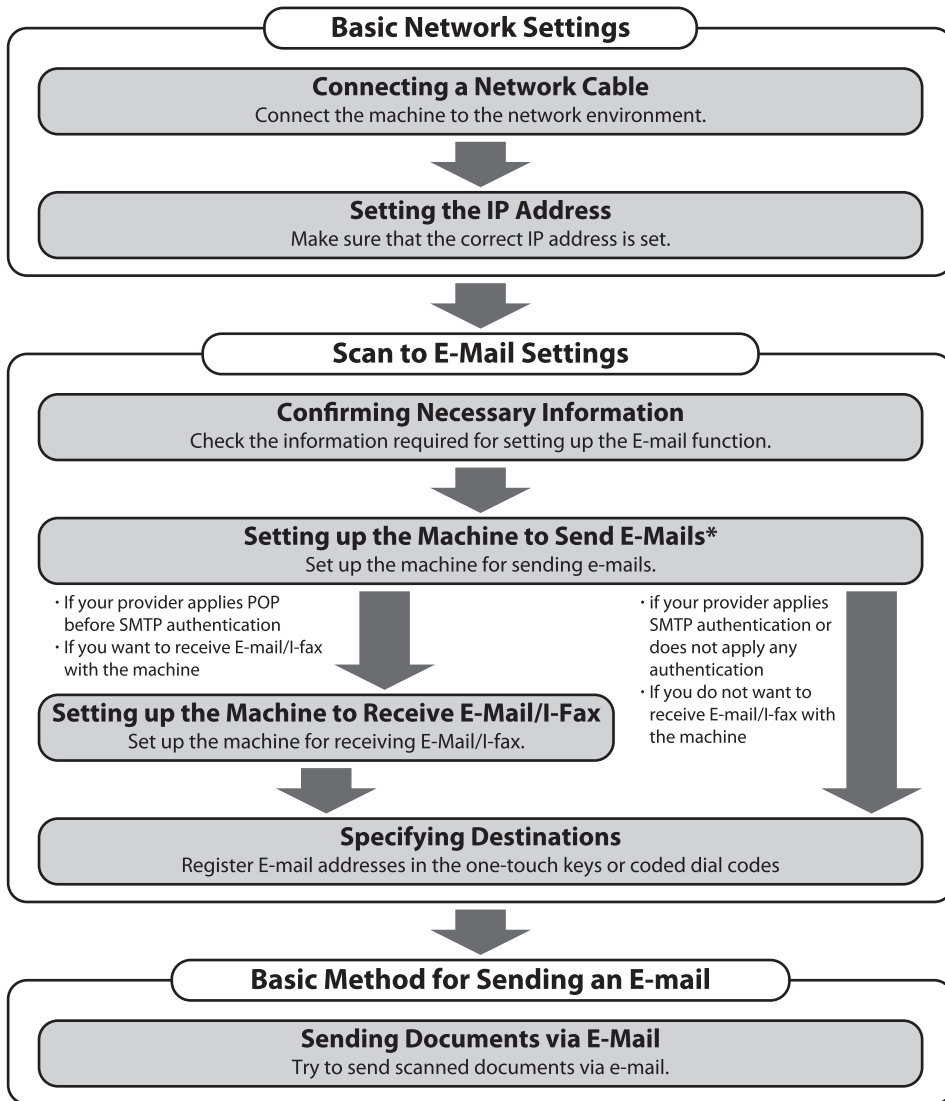 Basic Network Settings
Connecting a Network Cable
Connect the machine to the network environment.
Setting the IP Address
Make sure that the correct IP address is set.
Scan to E-Mail Settings
Confirming Necessary Information
Check the information required for setting up the E-mail function.
Setting up the Machine to Send E-Mails*
Set up the machine for sending e-mails.
· If your provider applies POP
before SMTP authentication
· If you want to receive E-mail/I-fax
with the machine
· if your provider applies
SMTP authentication or
does not apply any
authentication
· If you do not want to
receive E-mail/I-fax with
the machine
Setting up the Machine to Receive E-Mail/I-Fax
Set up the machine for receiving E-Mail/I-fax.
Specifying Destinations
Register E-mail addresses in the one-touch keys or coded dial codes
Basic Method for Sending an E-mail
Sending Documents via E-Mail
Try to send scanned documents via e-mail.